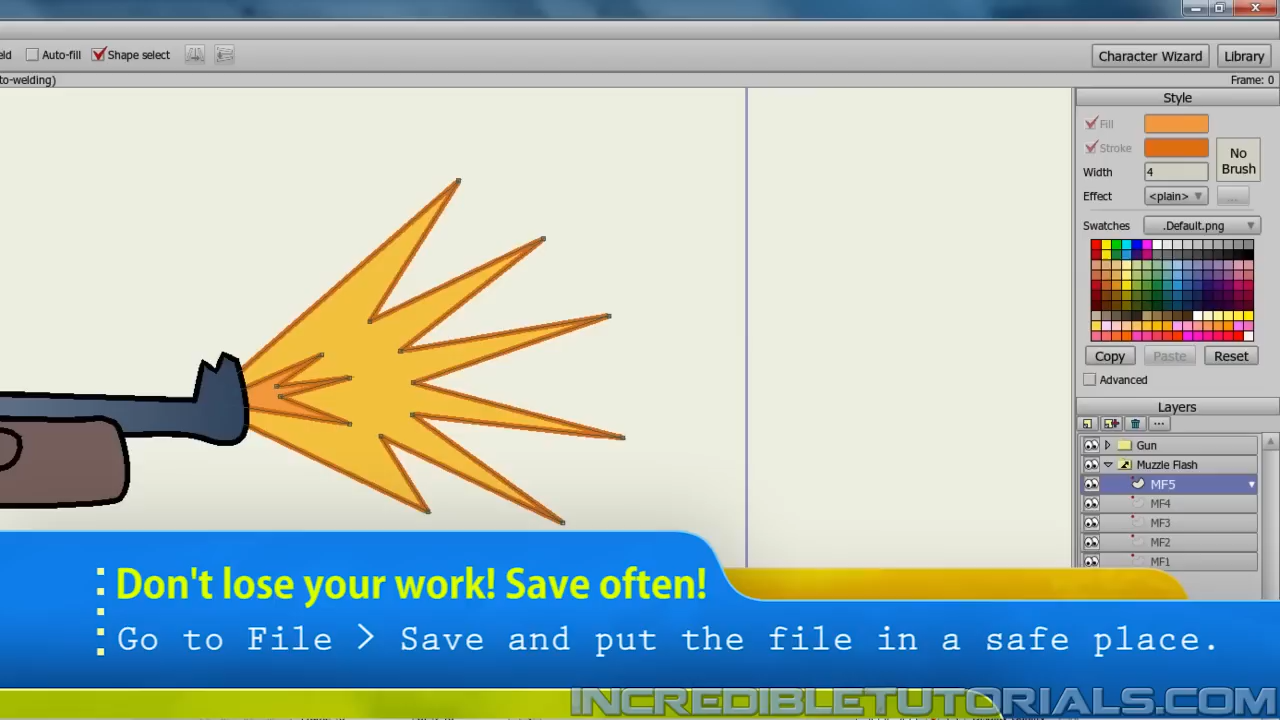 eld Auto-fill Shape select
Character Wizard Library
to-welding) Frame: 0
Style
Fill
Stroke
No Brush
Width 4
Effect <plain> ...
Swatches .Default.png
Copy Paste Reset
Advanced
Layers
Gun
Muzzle Flash
MF5
MF4
MF3
MF2
MF1
Don't lose your work! Save often!
Go to File > Save and put the file in a safe place.
INCREDIBLETUTORIALS.COM